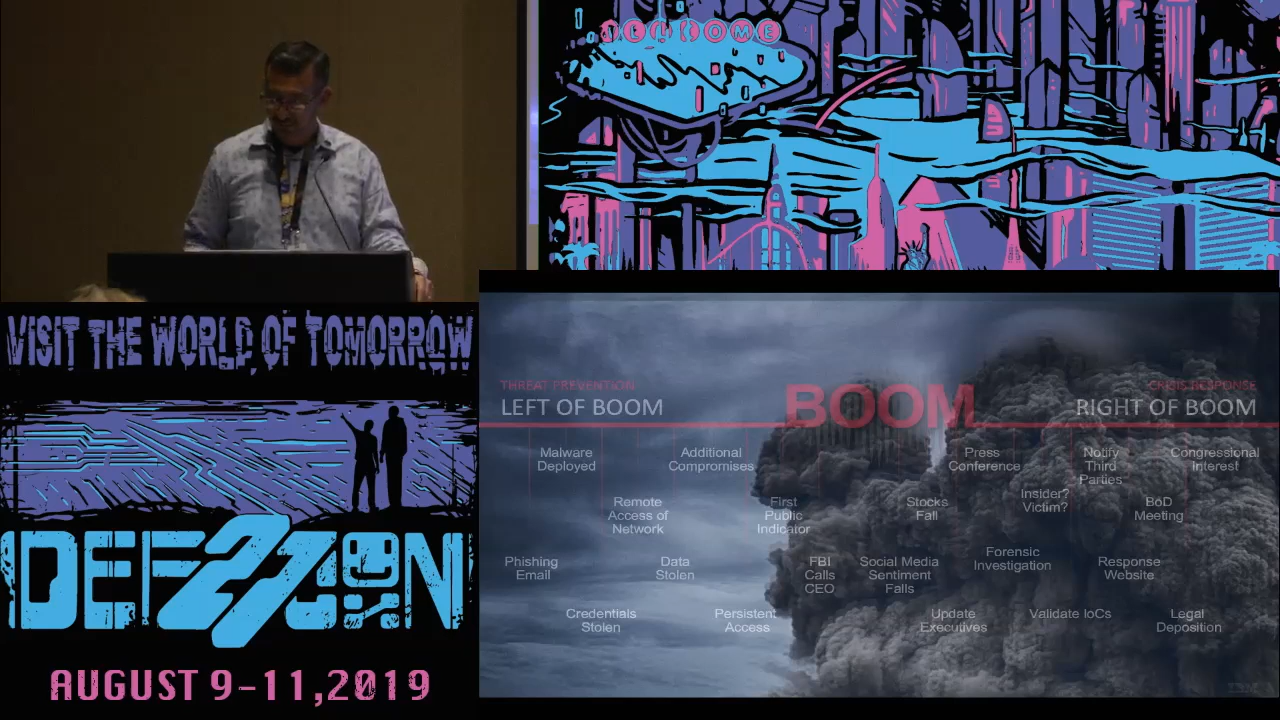 WELCOME
VISIT THE WORLD OF TOMORROW
DEF 27 CON
AUGUST 9-11,2019
THREAT PREVENTION
LEFT OF BOOM
BOOM
CRISIS RESPONSE
RIGHT OF BOOM
Malware
Deployed
Additional
Compromises
Press
Conference
Notify
Third
Parties
Congressional
Interest
Remote
Access of
Network
First
Public
Indicator
Stocks
Fall
Insider?
Victim?
BoD
Meeting
Phishing
Email
Data
Stolen
FBI
Calls
CEO
Social Media
Sentiment
Falls
Forensic
Investigation
Response
Website
Credentials
Stolen
Persistent
Access
Update
Executives
Validate IoCs
Legal
Deposition